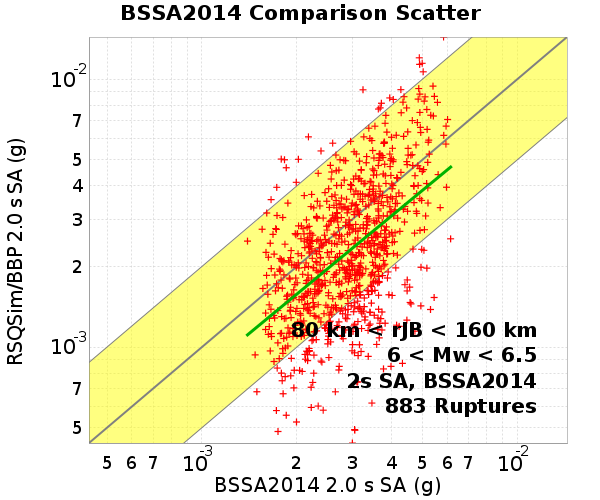 BSSA2014 Comparison Scatter
RSQSim/BBP 2.0 s SA (g)
10-2
7
5
4
3
2
10-3
7
5
80 km < rJB < 160 km
6 < Mw < 6.5
2s SA, BSSA2014
883 Ruptures
5 6 7 10-3 2 3 4 5 6 7 10-2
BSSA2014 2.0 s SA (g)